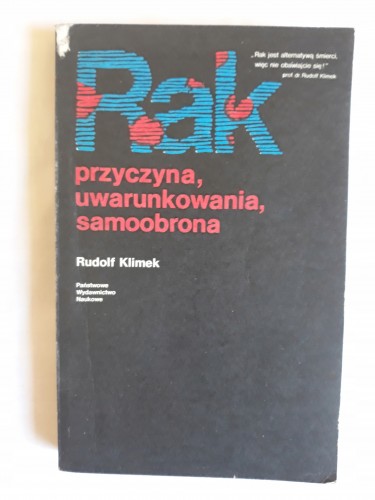 Rak
„Rak jest alternatywą śmierci,
więc nie obawiajcie się!"
prof. dr Rudolf Klimek
przyczyna,
uwarunkowania,
samoobrona
Rudolf Klimek
Państwowe
Wydawnictwo
Naukowe